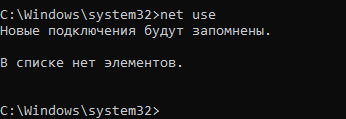 C:\Windows\system32>net use
Новые подключения будут запомнены.
В списке нет элементов.
C:\Windows\system32>